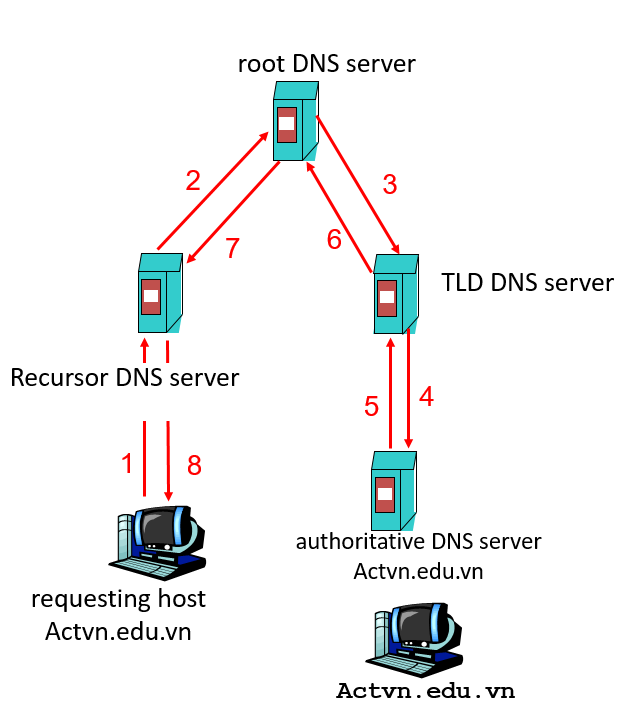 root DNS server
2
3
7
6
TLD DNS server
Recursor DNS server
5
4
1
8
authoritative DNS server
Actvn.edu.vn
requesting host
Actvn.edu.vn
Actvn.edu.vn